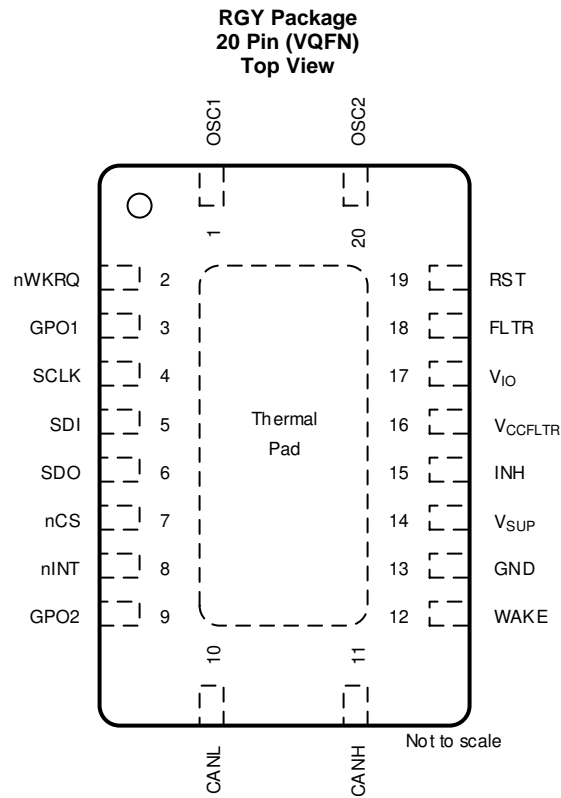 RGY Package
20 Pin (VQFN)
Top View
OSC1
OSC2
1
20
nWKRQ 2
19 RST
GPO1 3
18 FLTR
SCLK 4
17 VIO
SDI 5
16 VCCFLTR
SDO 6
15 INH
nCS 7
14 VSUP
nINT 8
13 GND
GPO2 9
12 WAKE
Thermal
Pad
10
11
CANL
CANH
Not to scale